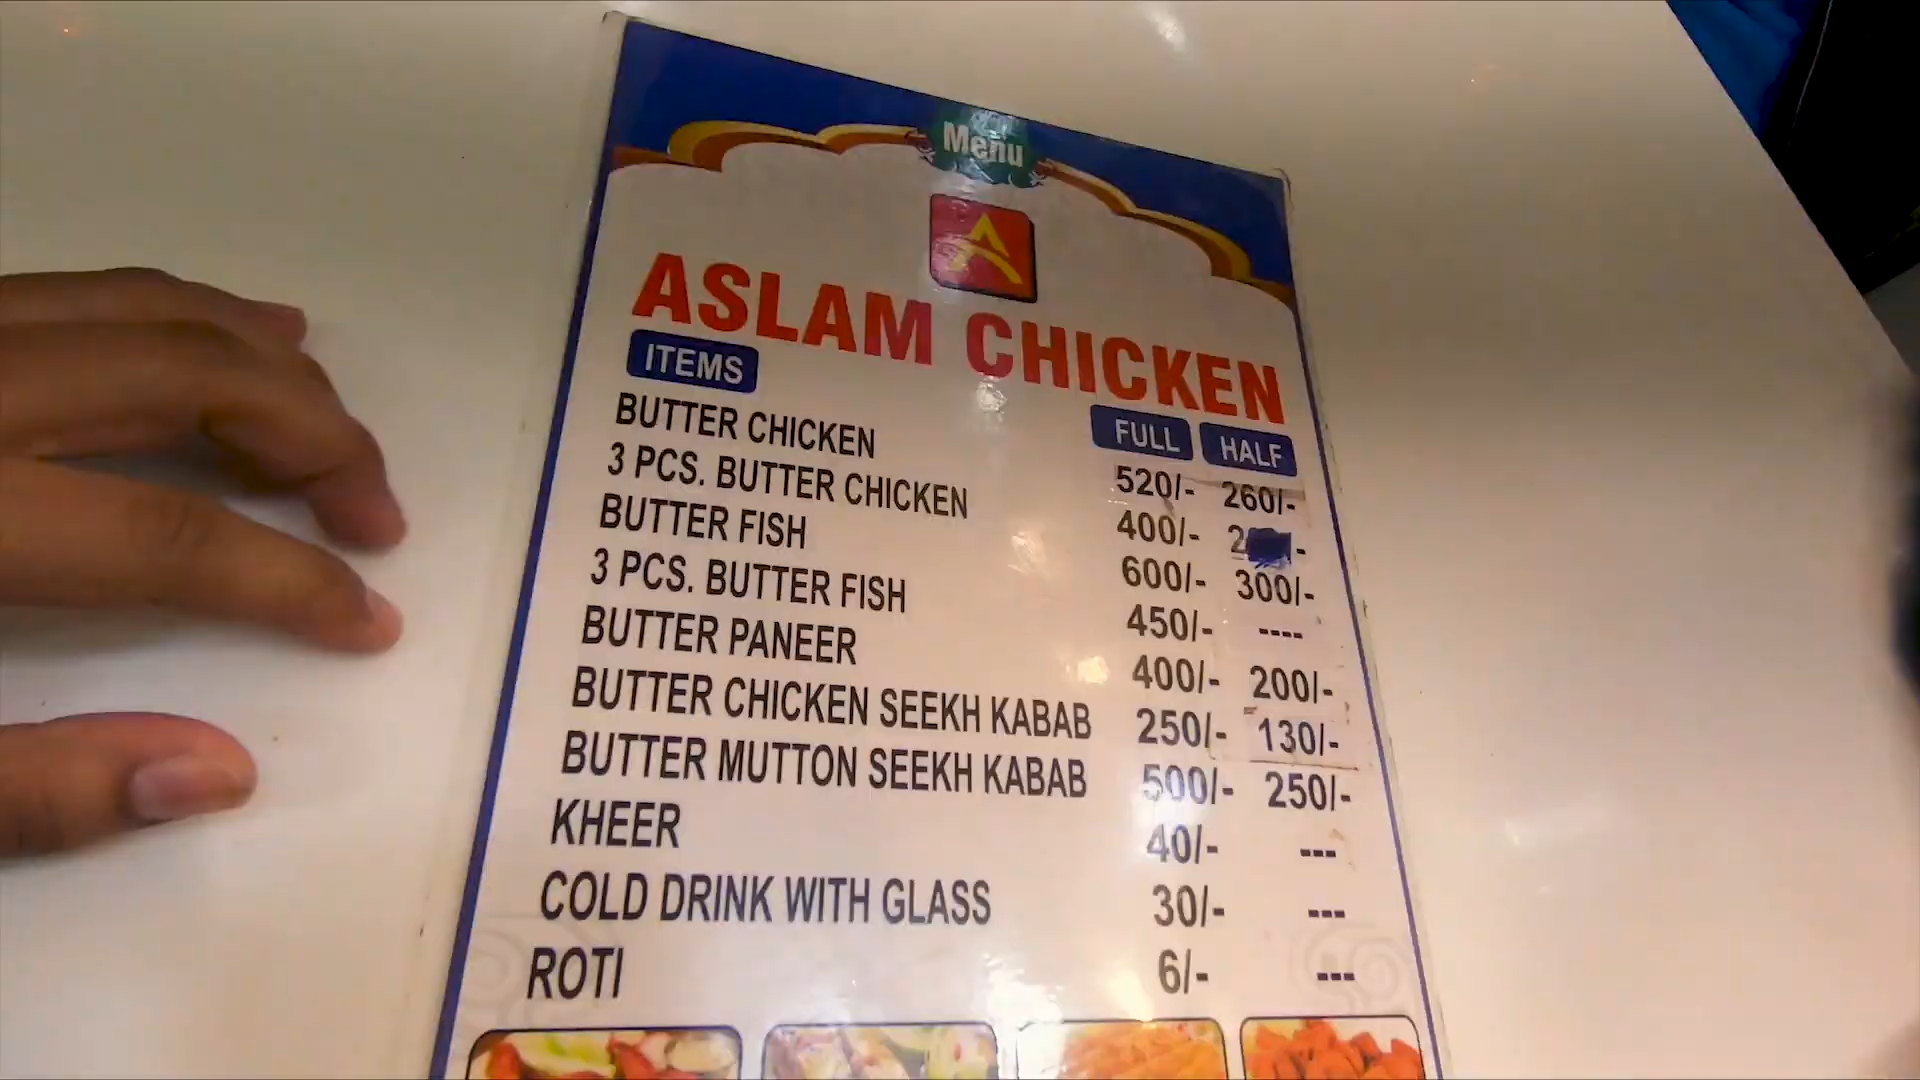 Menu
A
ASLAM CHICKEN
ITEMS FULL HALF
BUTTER CHICKEN 520/- 260/-
3 PCS. BUTTER CHICKEN 400/-
BUTTER FISH 600/- 300/-
3 PCS. BUTTER FISH 450/- ----
BUTTER PANEER 400/- 200/-
BUTTER CHICKEN SEEKH KABAB 250/- 130/-
BUTTER MUTTON SEEKH KABAB 500/- 250/-
KHEER 40/- ---
COLD DRINK WITH GLASS 30/- ---
ROTI 6/- ---